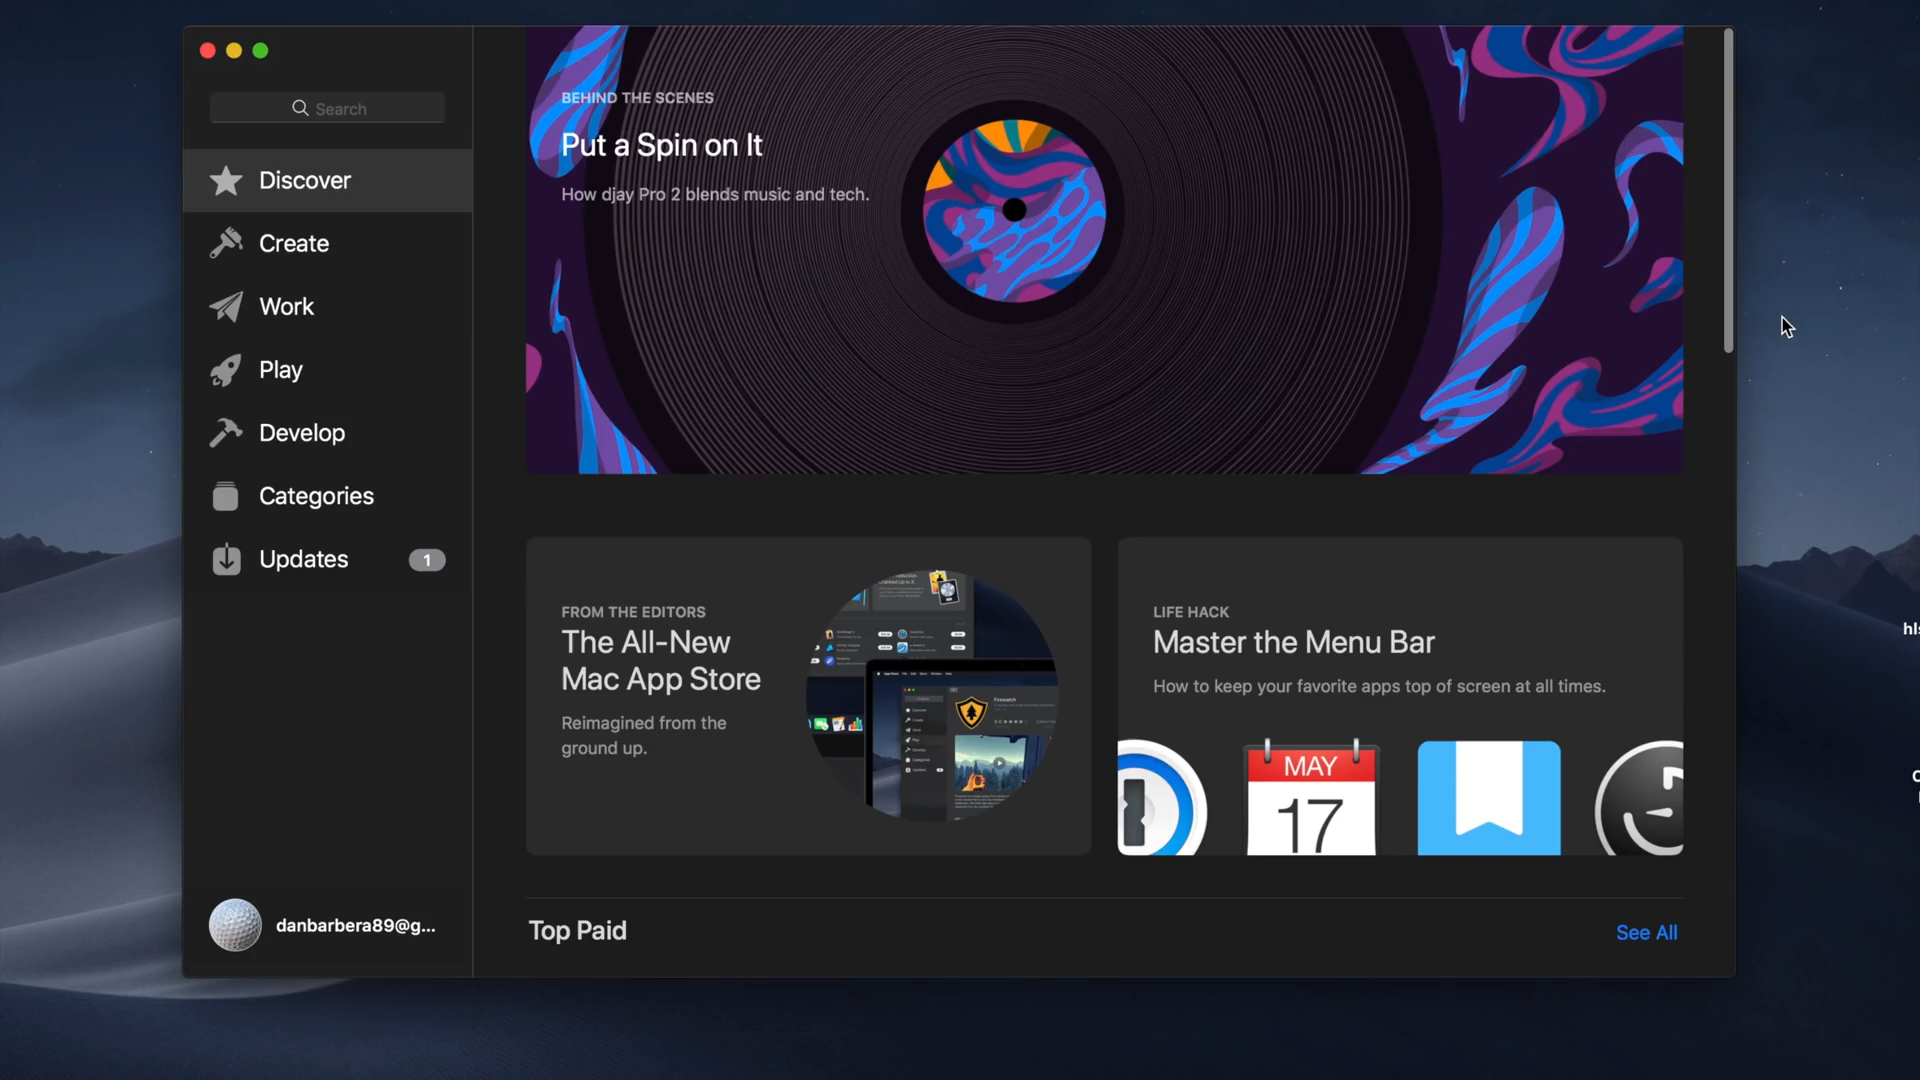 Search
Discover
Create
Work
Play
Develop
Categories
Updates 1
danbarbera89@g...
BEHIND THE SCENES
Put a Spin on It
How djay Pro 2 blends music and tech.
FROM THE EDITORS
The All-New
Mac App Store
Reimagined from the
ground up.
LIFE HACK
Master the Menu Bar
How to keep your favorite apps top of screen at all times.
MAY
17
Top Paid
See All